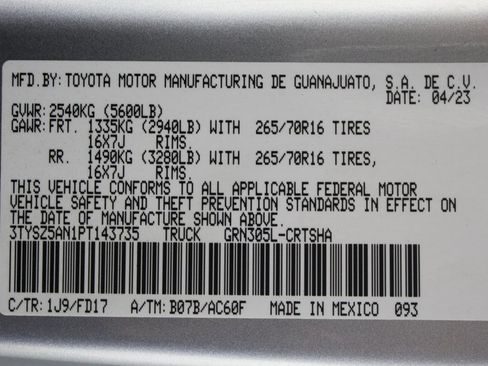 MFD.BY: TOYOTA MOTOR MANUFACTURING DE GUANAJUATO, S.A. DE C.V.
DATE: 04/23
GVWR: 2540KG (5600LB)
GAWR: FRT. 1335KG (2940LB) WITH 265/70R16 TIRES
16X7J RIMS.
RR. 1490KG (3280LB) WITH 265/70R16 TIRES,
16X7J RIMS.
THIS VEHICLE CONFORMS TO ALL APPLICABLE FEDERAL MOTOR
VEHICLE SAFETY AND THEFT PREVENTION STANDARDS IN EFFECT ON
THE DATE OF MANUFACTURE SHOWN ABOVE.
3TYSZ5AN1PT143735 TRUCK GRN305L-CRTSHA
C/TR: 1J9/FD17 A/TM: B07B/AC60F MADE IN MEXICO 093